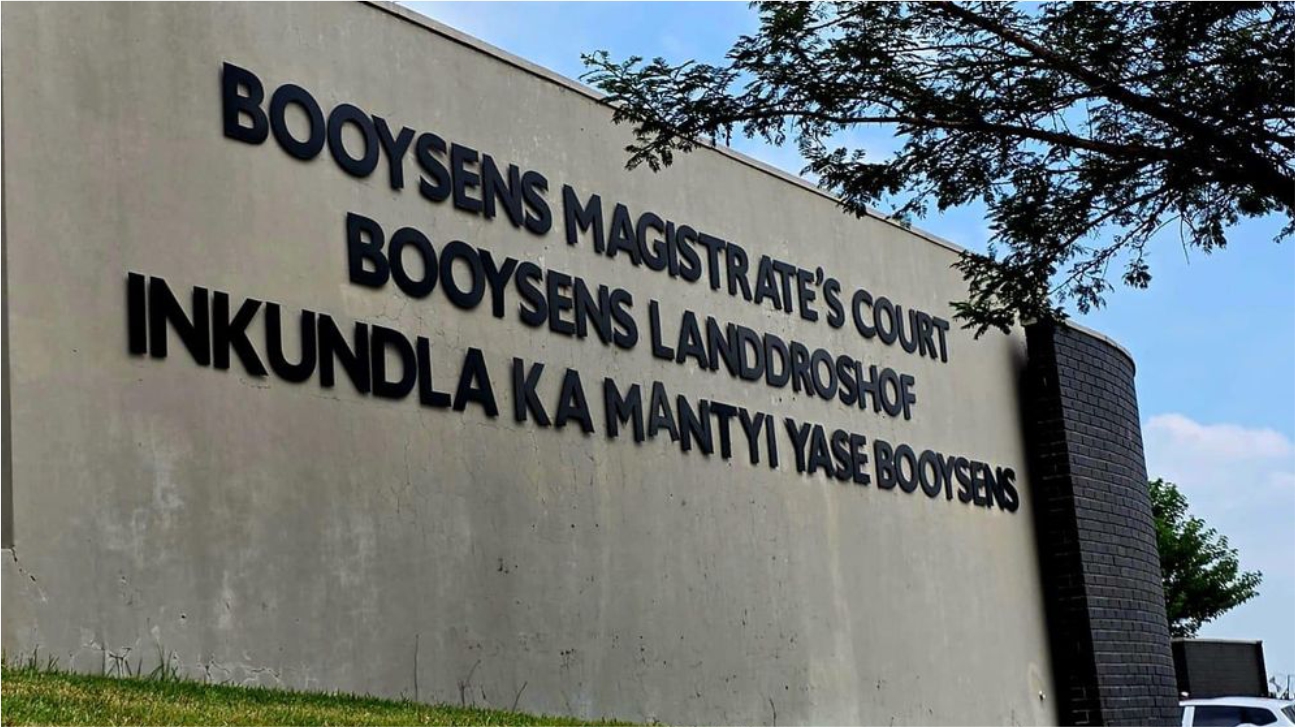 BOOYSENS MAGISTRATE'S COURT
BOOYSENS LANDDROSHOF
INKUNDLA KA MANTYI YASE BOOYSENS